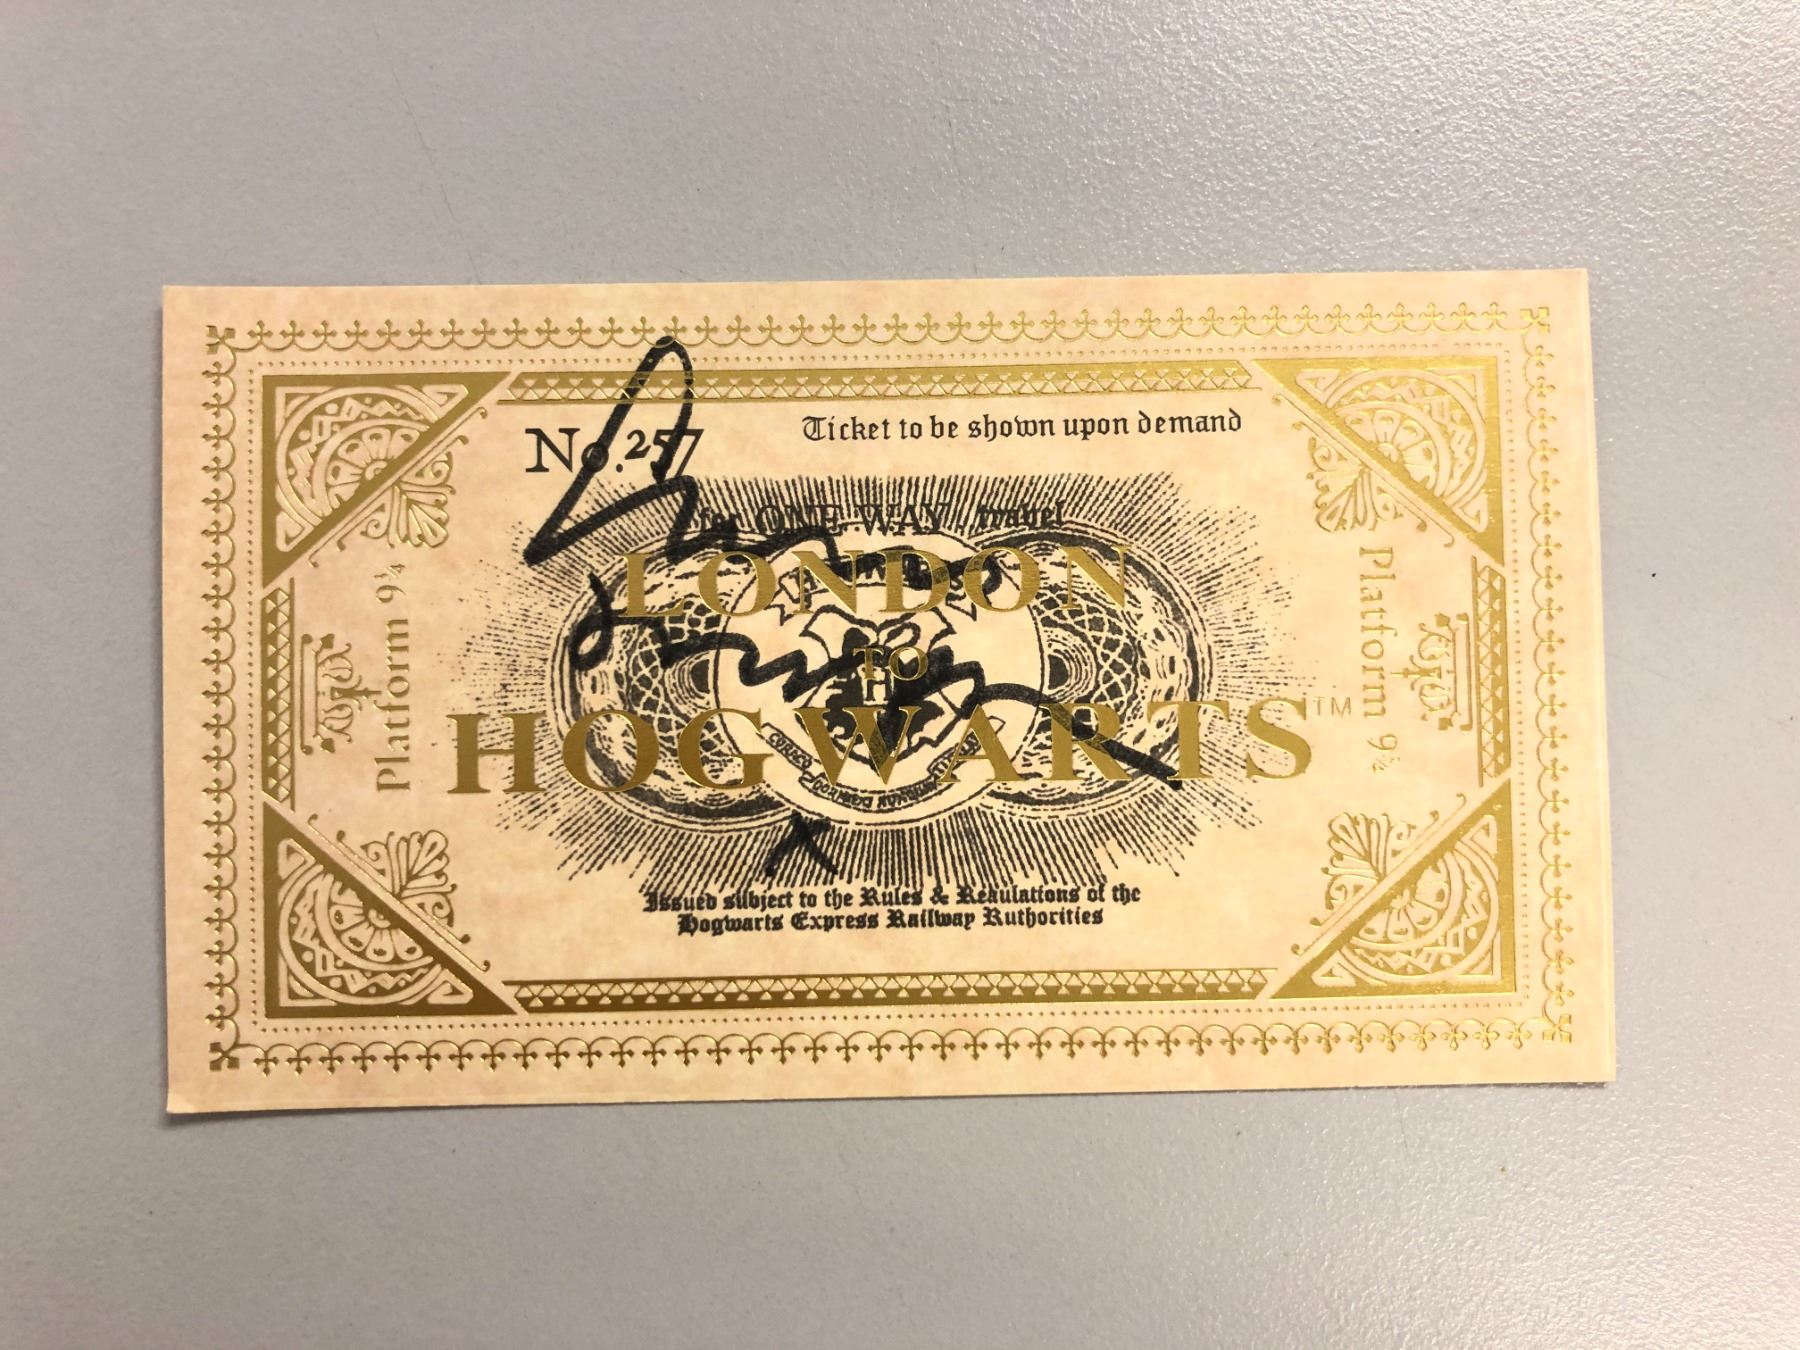 No.257
Ticket to be shown upon demand
for ONE WAY travel
LONDON
TO
HOGWARTS™
Platform 9¾
Platform 9¾
H
Issued subject to the Rules & Reaulations of the
Hogwarts Express Railway Authorities